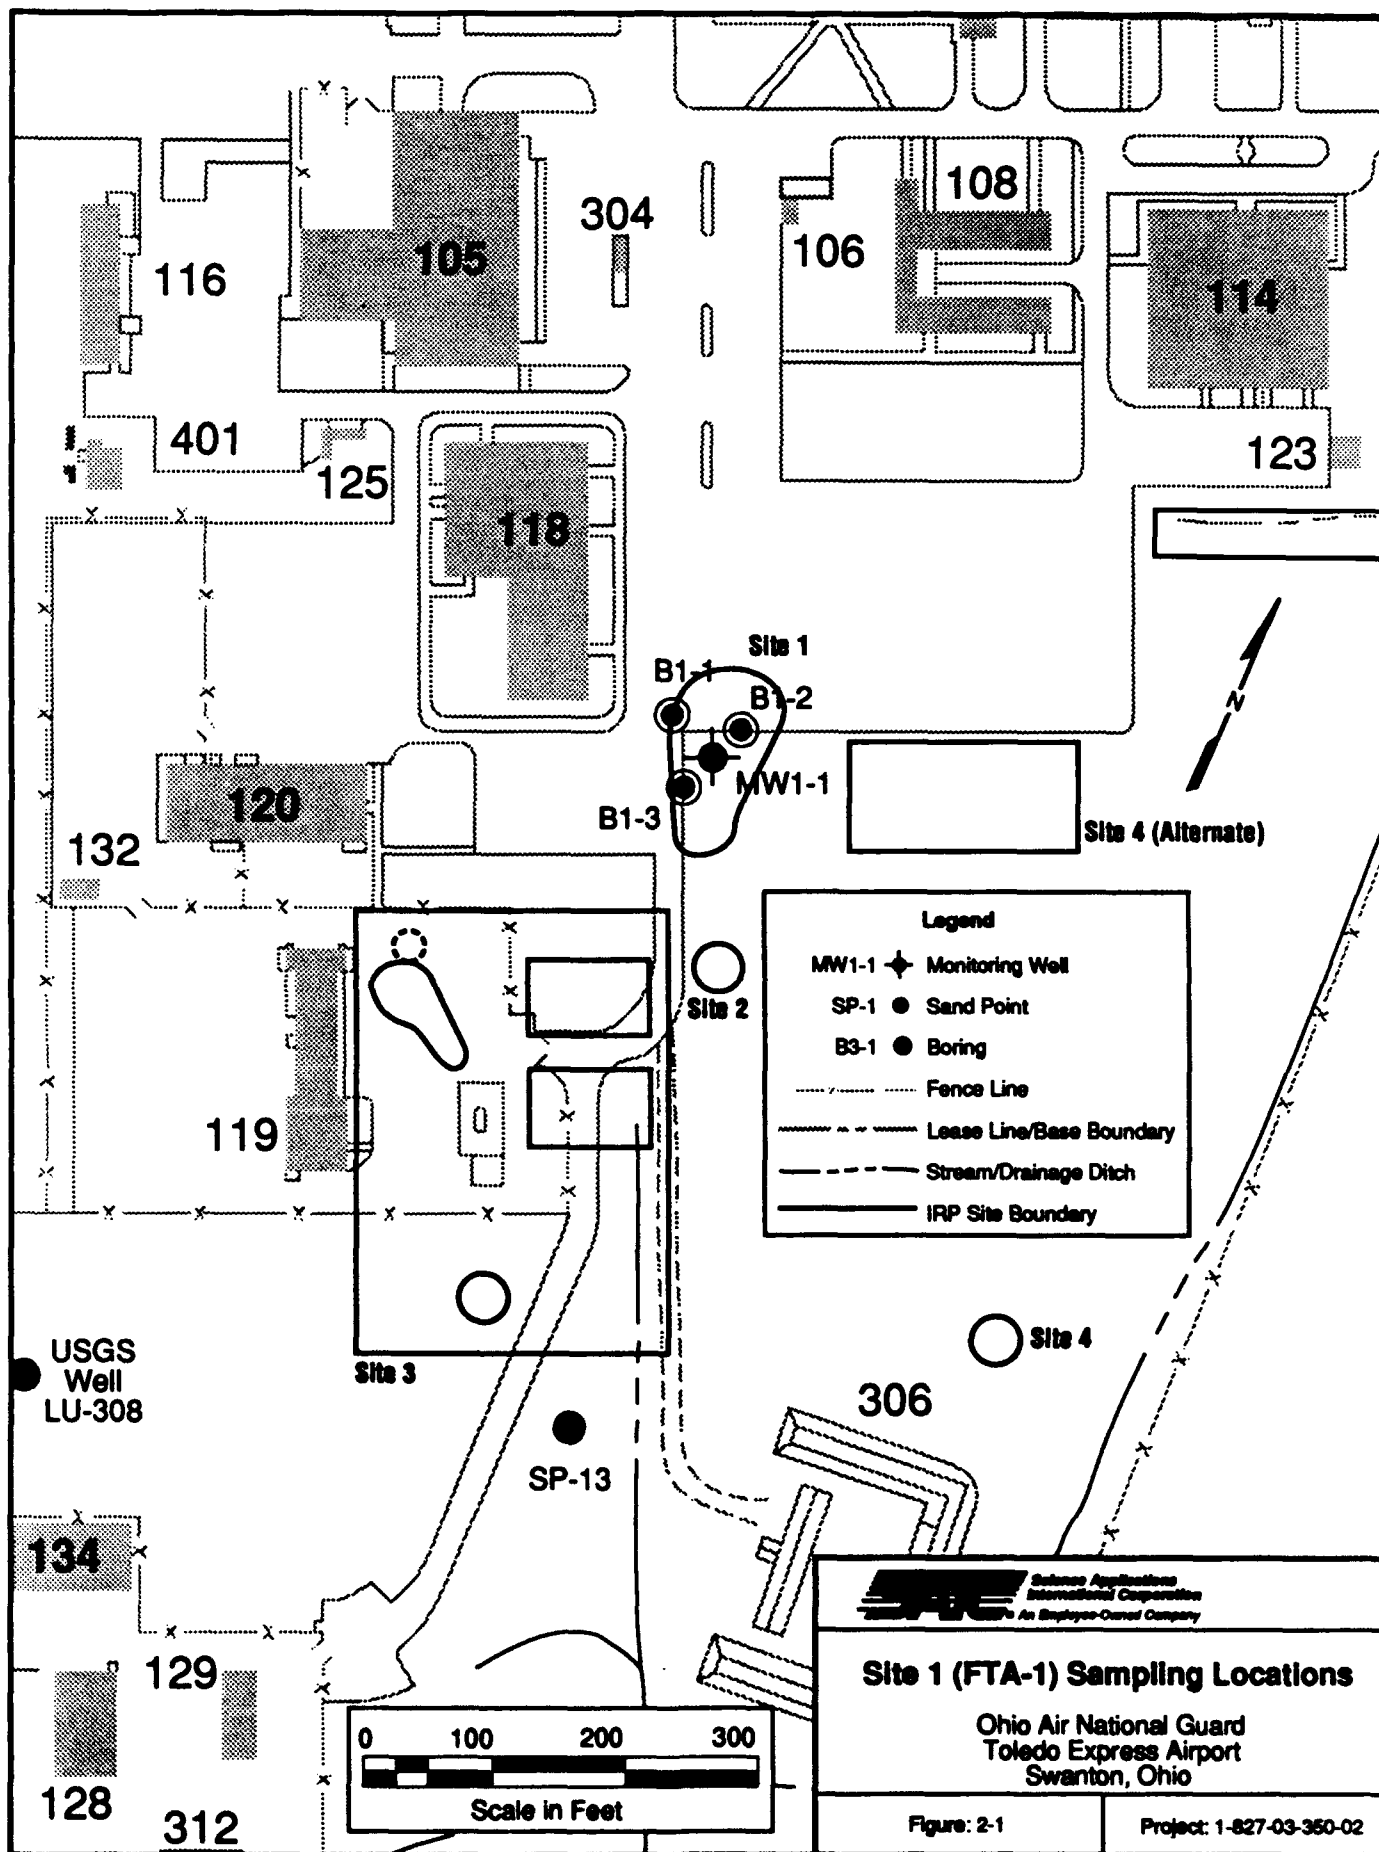 304
108
106
105
116
114
401
125
123
118
Site 1
B1-1
B1-2
N
MW1-1
B1-3
120
Site 4 (Alternate)
132
Legend
MW1-1 Monitoring Well
SP-1 Sand Point
B3-1 Boring
Fence Line
Lease Line/Base Boundary
Stream/Drainage Ditch
IRP Site Boundary
Site 2
119
Site 4
USGS
Well
LU-308
Site 3
306
SP-13
134
Science Applications
International Corporation
An Employee-Owned Company
129
Site 1 (FTA-1) Sampling Locations
Ohio Air National Guard
Toledo Express Airport
Swanton, Ohio
0 100 200 300
Scale in Feet
128
312
Figure: 2-1
Project: 1-827-03-350-02